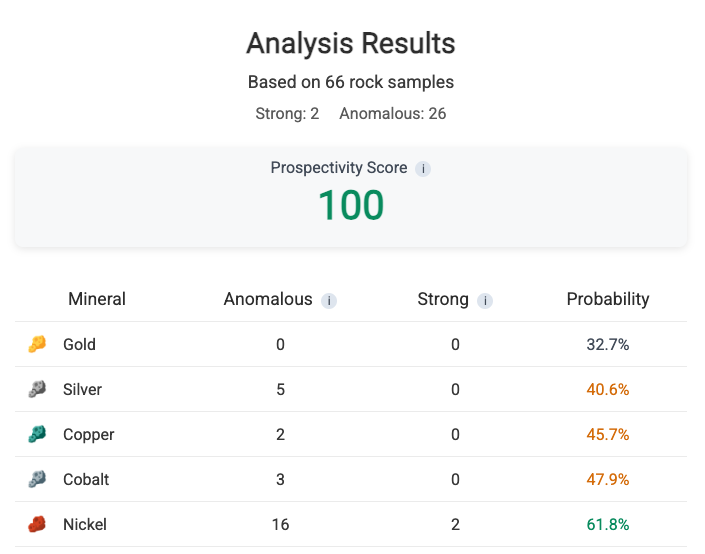 Analysis Results
Based on 66 rock samples
Strong: 2 Anomalous: 26
Prospectivity Score i
100
Mineral Anomalous i Strong i Probability
Gold 0 0 32.7%
Silver 5 0 40.6%
Copper 2 0 45.7%
Cobalt 3 0 47.9%
Nickel 16 2 61.8%